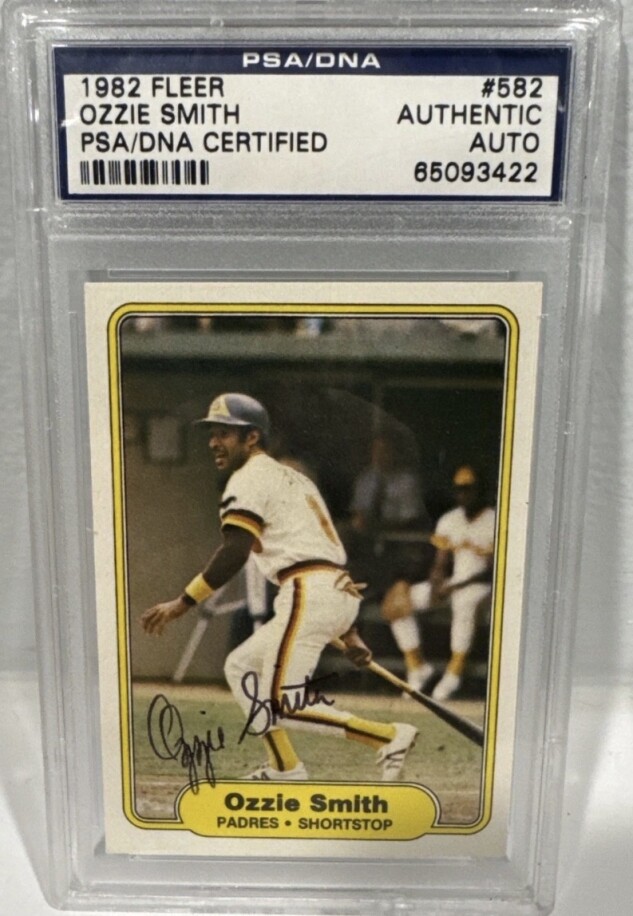 PSA/DNA
1982 FLEER #582
OZZIE SMITH AUTHENTIC
PSA/DNA CERTIFIED AUTO
65093422
Ozzie Smith
Ozzie Smith
PADRES • SHORTSTOP